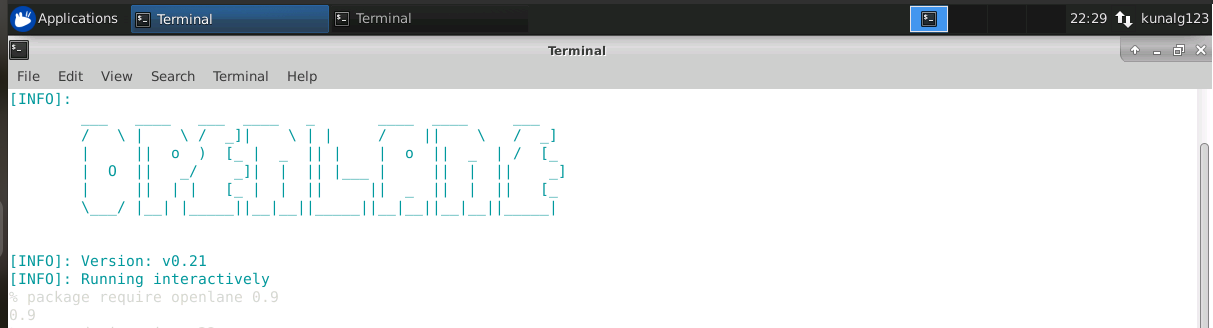 Applications Terminal Terminal 22:29 kunalg123
Terminal
File Edit View Search Terminal Help
[INFO]:
OPENLANE
[INFO]: Version: v0.21
[INFO]: Running interactively
% package require openlane 0.9
0.9